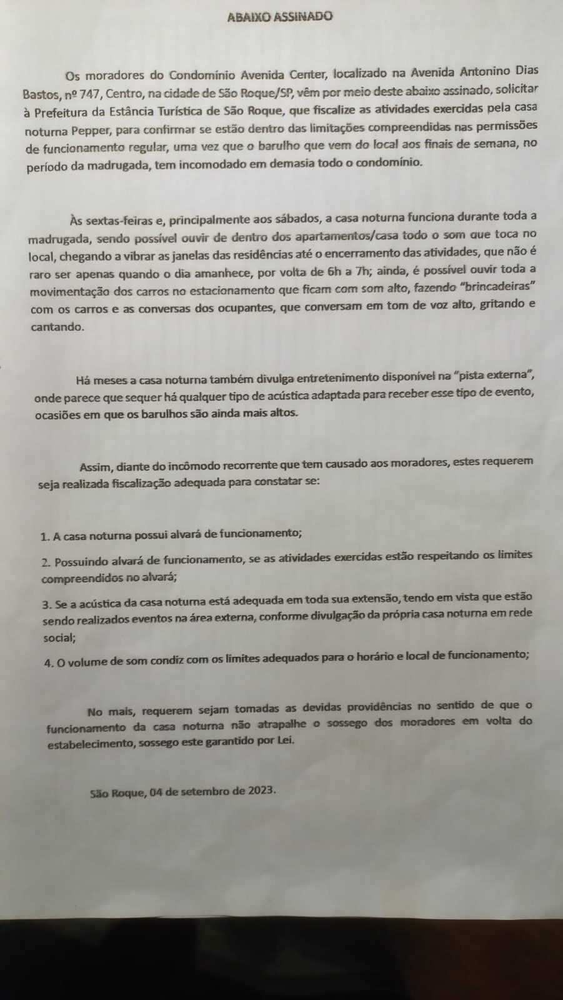 ABAIXO ASSINADO
Os moradores do Condomínio Avenida Center, localizado na Avenida Antonino Dias
Bastos, nº 747, Centro, na cidade de São Roque/SP, vêm por meio deste abaixo assinado, solicitar
à Prefeitura da Estância Turística de São Roque, que fiscalize as atividades exercidas pela casa
noturna Pepper, para confirmar se estão dentro das limitações compreendidas nas permissões
de funcionamento regular, uma vez que o barulho que vem do local aos finais de semana, no
período da madrugada, tem incomodado em demasia todo o condomínio.
Às sextas-feiras e, principalmente aos sábados, a casa noturna funciona durante toda a
madrugada, sendo possível ouvir de dentro dos apartamentos/casa todo o som que toca no
local, chegando a vibrar as janelas das residências até o encerramento das atividades, que não é
raro ser apenas quando o dia amanhece, por volta de 6h a 7h; ainda, é possível ouvir toda a
movimentação dos carros no estacionamento que ficam com som alto, fazendo “brincadeiras”
com os carros e as conversas dos ocupantes, que conversam em tom de voz alto, gritando e
cantando.
Há meses a casa noturna também divulga entretenimento disponível na “pista externa”,
onde parece que sequer há qualquer tipo de acústica adaptada para receber esse tipo de evento,
ocasiões em que os barulhos são ainda mais altos.
Assim, diante do incômodo recorrente que tem causado aos moradores, estes requerem
seja realizada fiscalização adequada para constatar se:
1. A casa noturna possui alvará de funcionamento;
2. Possuindo alvará de funcionamento, se as atividades exercidas estão respeitando os limites
compreendidos no alvará;
3. Se a acústica da casa noturna está adequada em toda sua extensão, tendo em vista que estão
sendo realizados eventos na área externa, conforme divulgação da própria casa noturna em rede
social;
4. O volume de som condiz com os limites adequados para o horário e local de funcionamento;
No mais, requerem sejam tomadas as devidas providências no sentido de que o
funcionamento da casa noturna não atrapalhe o sossego dos moradores em volta do
estabelecimento, sossego este garantido por Lei.
São Roque, 04 de setembro de 2023.